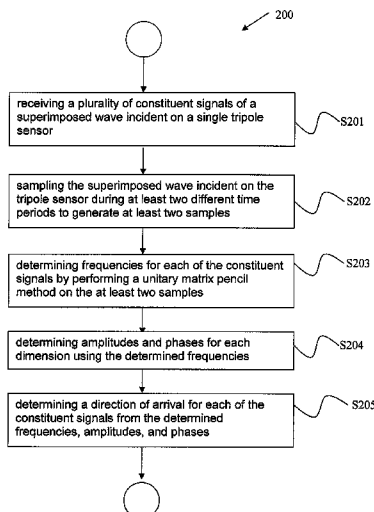 200
receiving a plurality of constituent signals of a
superimposed wave incident on a single tripole
sensor
S201
sampling the superimposed wave incident on the
tripole sensor during at least two different time
periods to generate at least two samples
S202
determining frequencies for each of the constituent
signals by performing a unitary matrix pencil
method on the at least two samples
S203
determining amplitudes and phases for each
dimension using the determined frequencies
S204
determining a direction of arrival for each of the
constituent signals from the determined
frequencies, amplitudes, and phases
S205